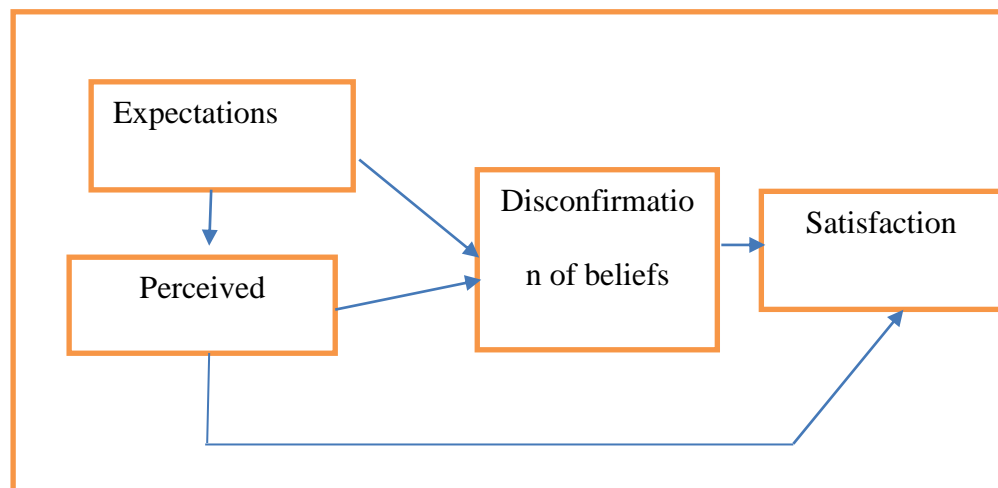 Expectations
Perceived
Disconfirmatio
n of beliefs
Satisfaction